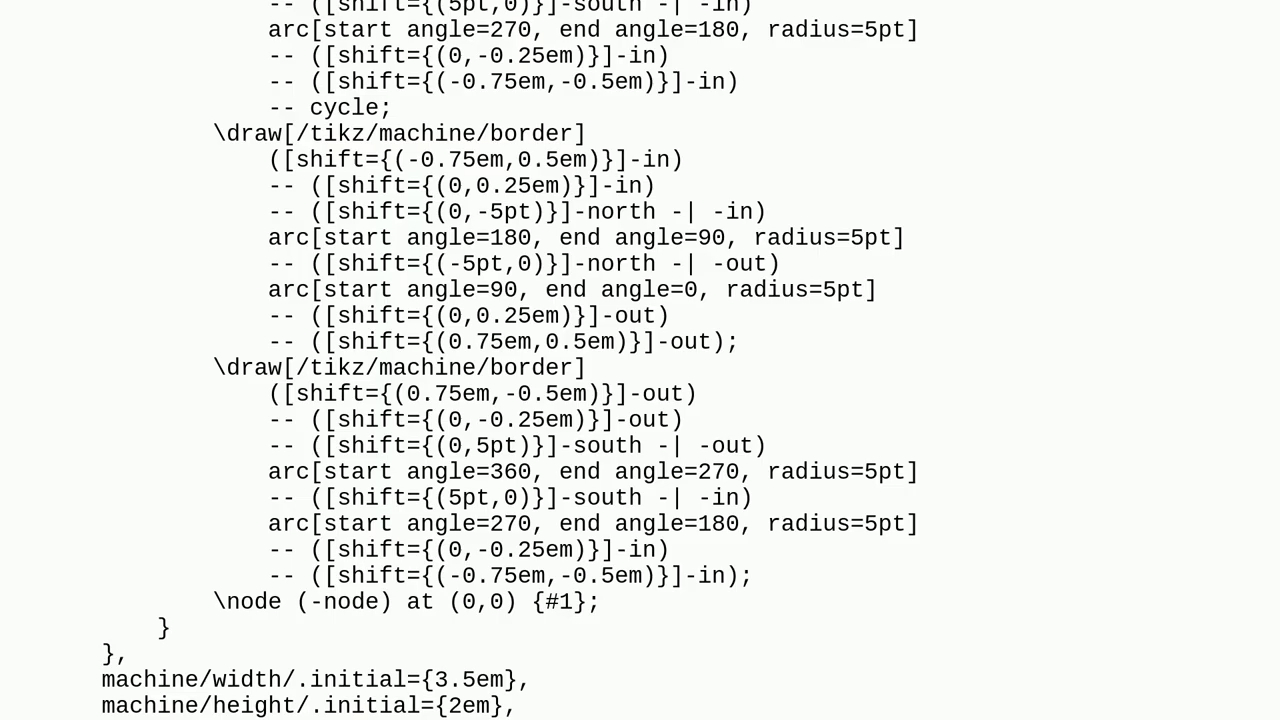 -- ([shift={(5pt,0)}]-south -| -in)
arc[start angle=270, end angle=180, radius=5pt]
-- ([shift={(0,-0.25em)}]-in)
-- ([shift={(-0.75em,-0.5em)}]-in)
-- cycle;
\draw[/tikz/machine/border]
([shift={(-0.75em,0.5em)}]-in)
-- ([shift={(0,0.25em)}]-in)
-- ([shift={(0,-5pt)}]-north -| -in)
arc[start angle=180, end angle=90, radius=5pt]
-- ([shift={(-5pt,0)}]-north -| -out)
arc[start angle=90, end angle=0, radius=5pt]
-- ([shift={(0,0.25em)}]-out)
-- ([shift={(0.75em,0.5em)}]-out);
\draw[/tikz/machine/border]
([shift={(0.75em,-0.5em)}]-out)
-- ([shift={(0,-0.25em)}]-out)
-- ([shift={(0,5pt)}]-south -| -out)
arc[start angle=360, end angle=270, radius=5pt]
-- ([shift={(5pt,0)}]-south -| -in)
arc[start angle=270, end angle=180, radius=5pt]
-- ([shift={(0,-0.25em)}]-in)
-- ([shift={(-0.75em,-0.5em)}]-in);
\node (-node) at (0,0) {#1};
}
},
machine/width/.initial={3.5em},
machine/height/.initial={2em},